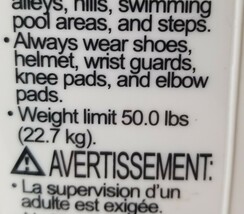 alleys, hills, swimming
pool areas, and steps.
• Always wear shoes,
helmet, wrist guards,
knee pads, and elbow
pads.
• Weight limit 50.0 lbs
(22.7 kg).
⚠ AVERTISSEMENT:
• La supervision d'un
adulte est exigée.